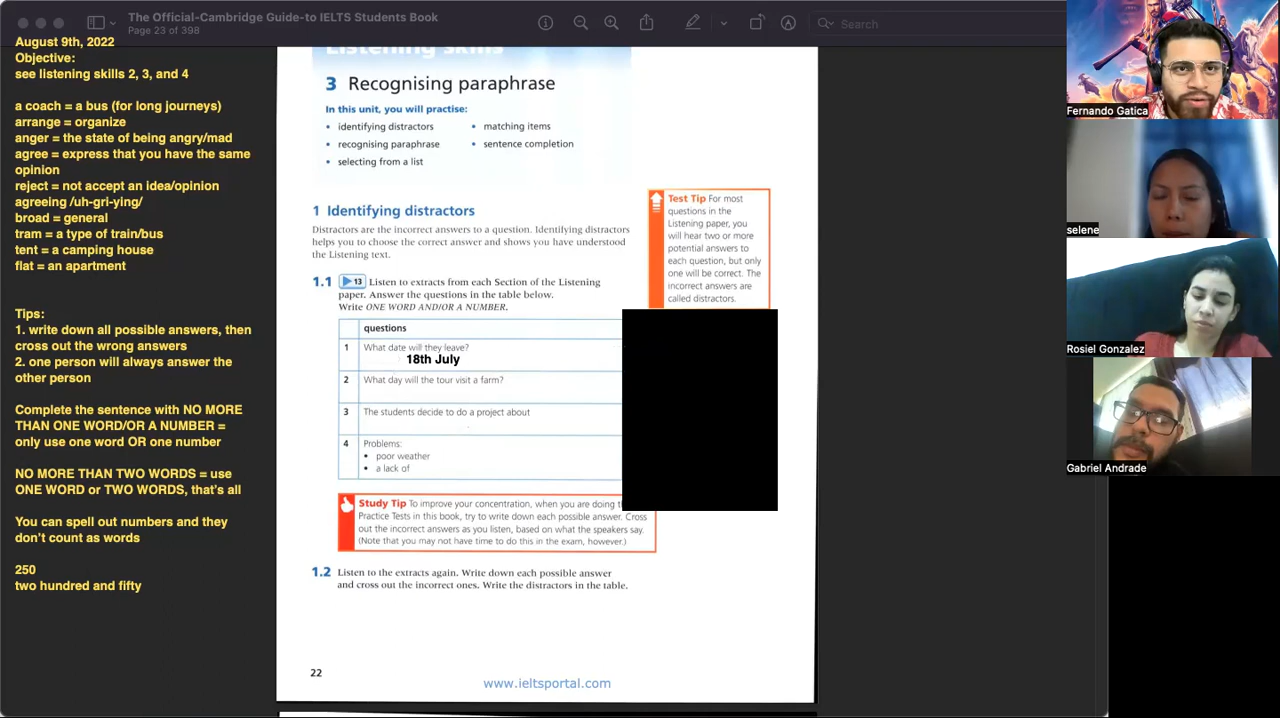 The Official-Cambridge Guide-to IELTS Students Book
Page 23 of 398
Search
August 9th, 2022
Objective:
see listening skills 2, 3, and 4
a coach = a bus (for long journeys)
arrange = organize
anger = the state of being angry/mad
agree = express that you have the same
opinion
reject = not accept an idea/opinion
agreeing /uh-gri-ying/
broad = general
tram = a type of train/bus
tent = a camping house
flat = an apartment
Tips:
1. write down all possible answers, then
cross out the wrong answers
2. one person will always answer the
other person
Complete the sentence with NO MORE
THAN ONE WORD/OR A NUMBER =
only use one word OR one number
NO MORE THAN TWO WORDS = use
ONE WORD or TWO WORDS, that's all
You can spell out numbers and they
don't count as words
250
two hundred and fifty
Listening skills
3 Recognising paraphrase
In this unit, you will practise:
• identifying distractors
• recognising paraphrase
• selecting from a list
• matching items
• sentence completion
1 Identifying distractors
Distractors are the incorrect answers to a question. Identifying distractors
helps you to choose the correct answer and shows you have understood
the Listening text.
Test Tip For most
questions in the
Listening paper, you
will hear two or more
potential answers to
each question, but only
one will be correct. The
incorrect answers are
called distractors.
1.1 13 Listen to extracts from each Section of the Listening
paper. Answer the questions in the table below.
Write ONE WORD AND/OR A NUMBER.
questions
1 What date will they leave?
18th July
2 What day will the tour visit a farm?
3 The students decide to do a project about
4 Problems:
• poor weather
• a lack of
Study Tip To improve your concentration, when you are doing
Practice Tests in this book, try to write down each possible answer. Cross
out the incorrect answers as you listen, based on what the speakers say.
(Note that you may not have time to do this in the exam, however.)
1.2 Listen to the extracts again. Write down each possible answer
and cross out the incorrect ones. Write the distractors in the table.
22
www.ieltsportal.com
Fernando Gatica
selene
Rosiel Gonzalez
Gabriel Andrade